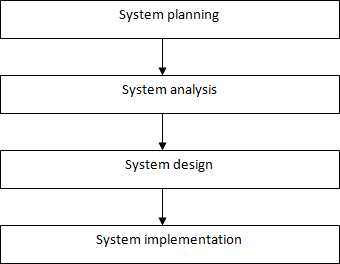 System planning
System analysis
System design
System implementation